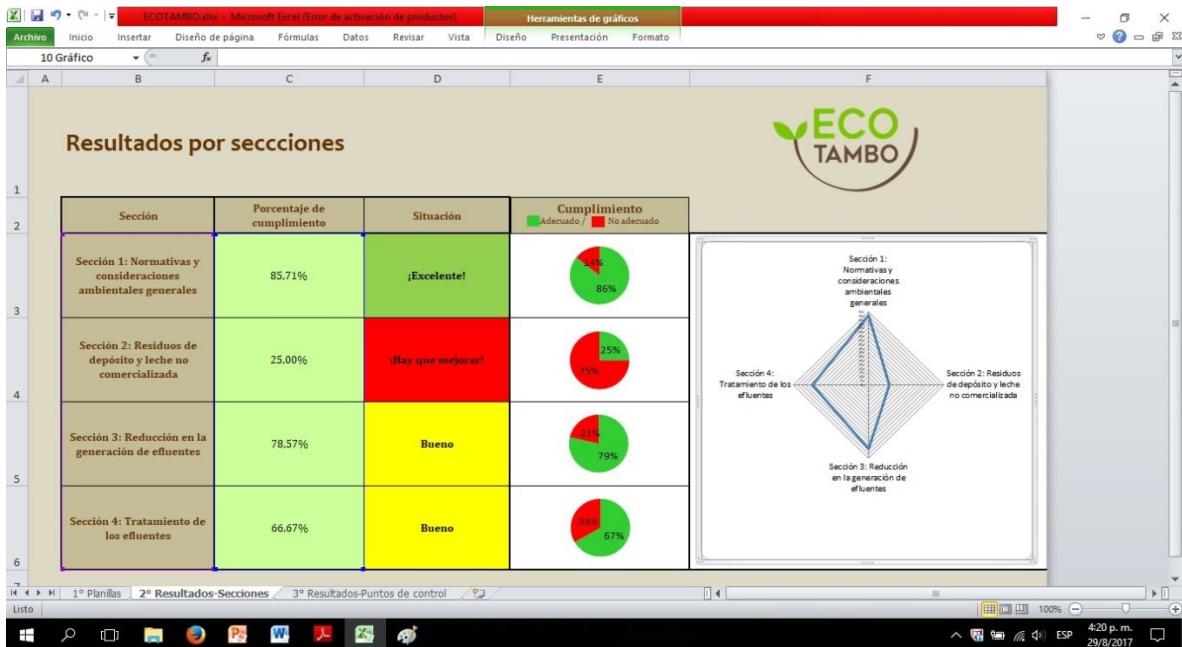 ECOTAMBO.xlsx - Microsoft Excel (Error de activación de productos)
Herramientas de gráficos
Archivo Inicio Insertar Diseño de página Fórmulas Datos Revisar Vista Diseño Presentación Formato
10 Gráfico fx
A B C D E F
Resultados por seccciones
ECO
TAMBO
1
Sección
Porcentaje de
cumplimiento
Situación
Cumplimiento
Adecuado / No adecuado
2
Sección 1: Normativas y
consideraciones
ambientales generales
85,71%
¡Excelente!
14%
86%
3
Sección 2: Residuos de
depósito y leche no
comercializada
25,00%
¡Hay que mejorar!
25%
75%
4
Sección 3: Reducción en la
generación de efluentes
78,57%
Bueno
21%
79%
5
Sección 4: Tratamiento de
los efluentes
66,67%
Bueno
33%
67%
6
Sección 1:
Normativas y
consideraciones
ambientales
generales
Sección 2: Residuos
de depósito y leche
no comercializada
Sección 3: Reducción
en la generación de
efluentes
Sección 4:
Tratamiento de los
efluentes
1º Planillas 2º Resultados-Secciones 3º Resultados-Puntos de control
Listo
100%
ESP
4:20 p. m.
29/8/2017